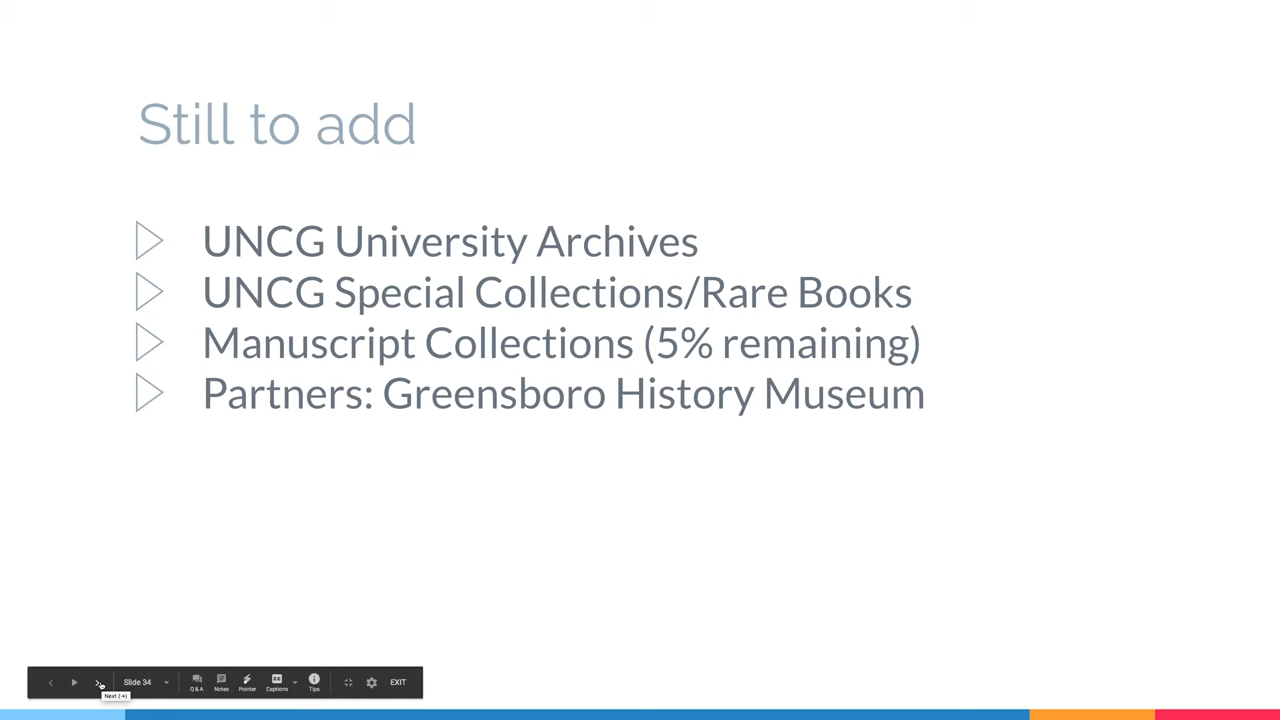 Still to add
UNCG University Archives
UNCG Special Collections/Rare Books
Manuscript Collections (5% remaining)
Partners: Greensboro History Museum
Slide 34
Q&A Notes Pointer Captions Tips
EXIT
Next (→)